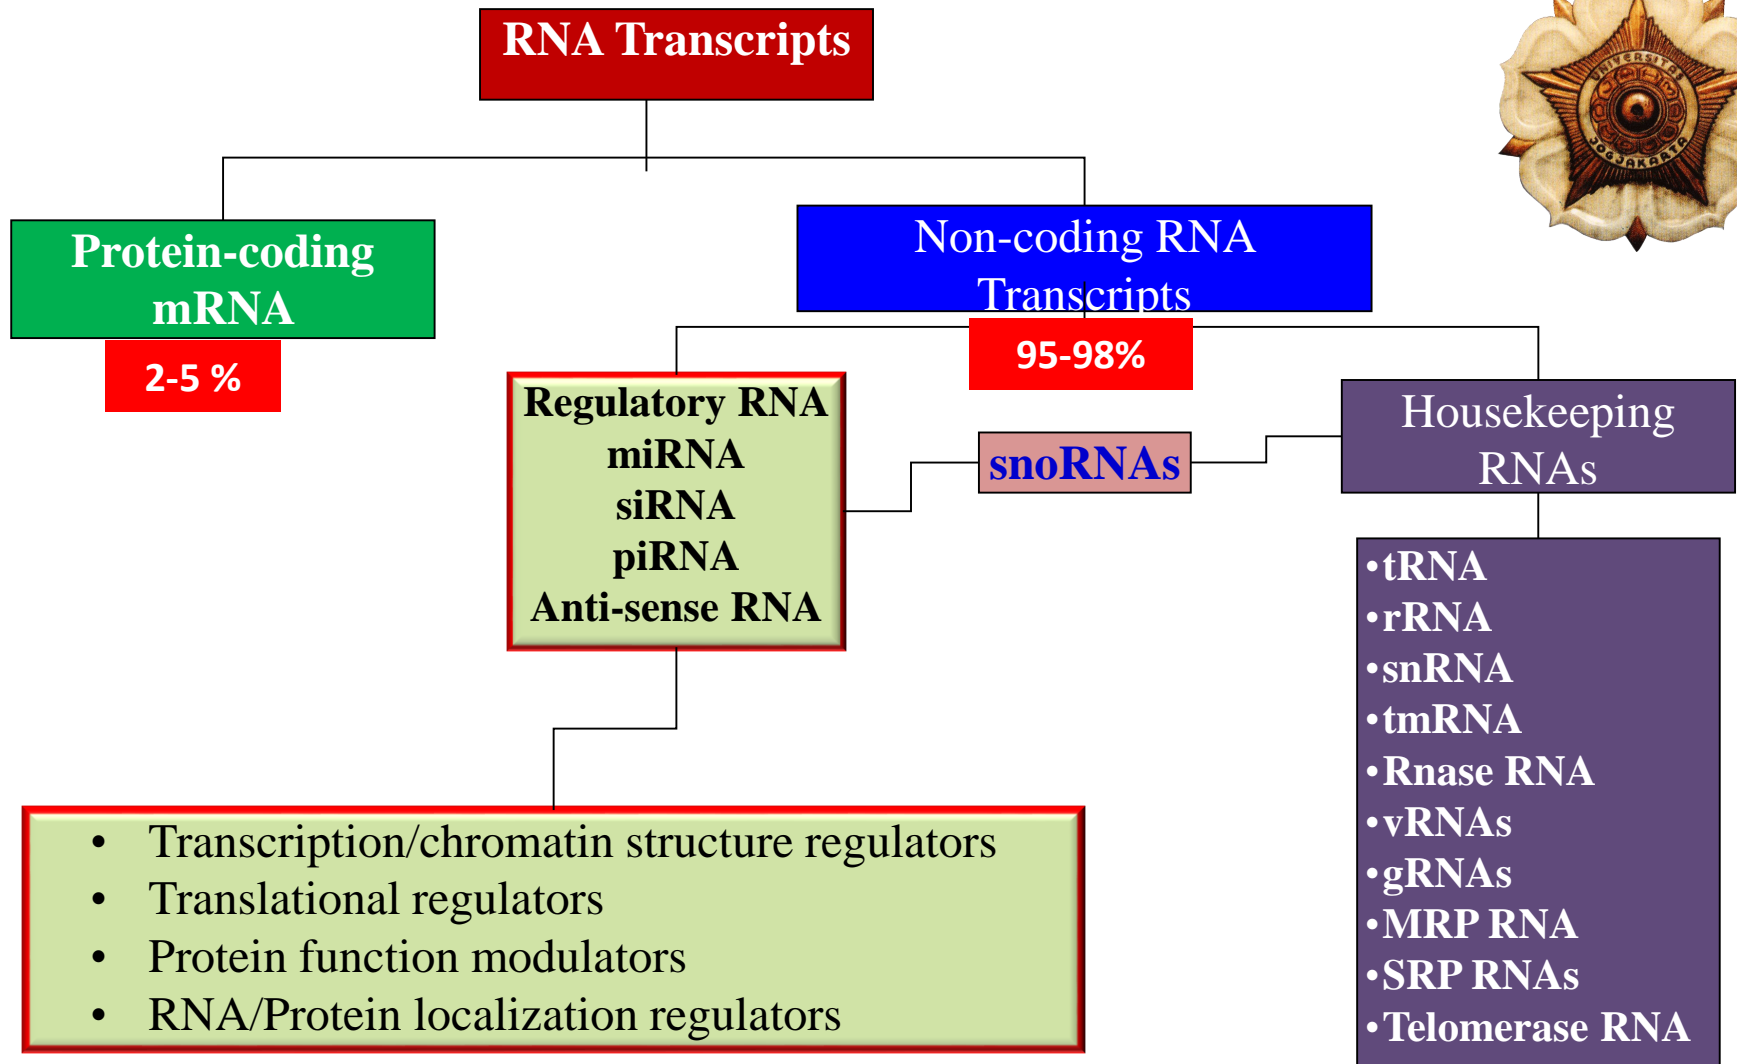 RNA Transcripts
UNIVERSITAS
JOGJAKARTA
Protein-coding
mRNA
2-5 %
Non-coding RNA
Transcripts
95-98%
Regulatory RNA
miRNA
siRNA
piRNA
Anti-sense RNA
snoRNAs
Housekeeping
RNAs
•tRNA
•rRNA
•snRNA
•tmRNA
•Rnase RNA
•vRNAs
•gRNAs
•MRP RNA
•SRP RNAs
•Telomerase RNA
• Transcription/chromatin structure regulators
• Translational regulators
• Protein function modulators
• RNA/Protein localization regulators